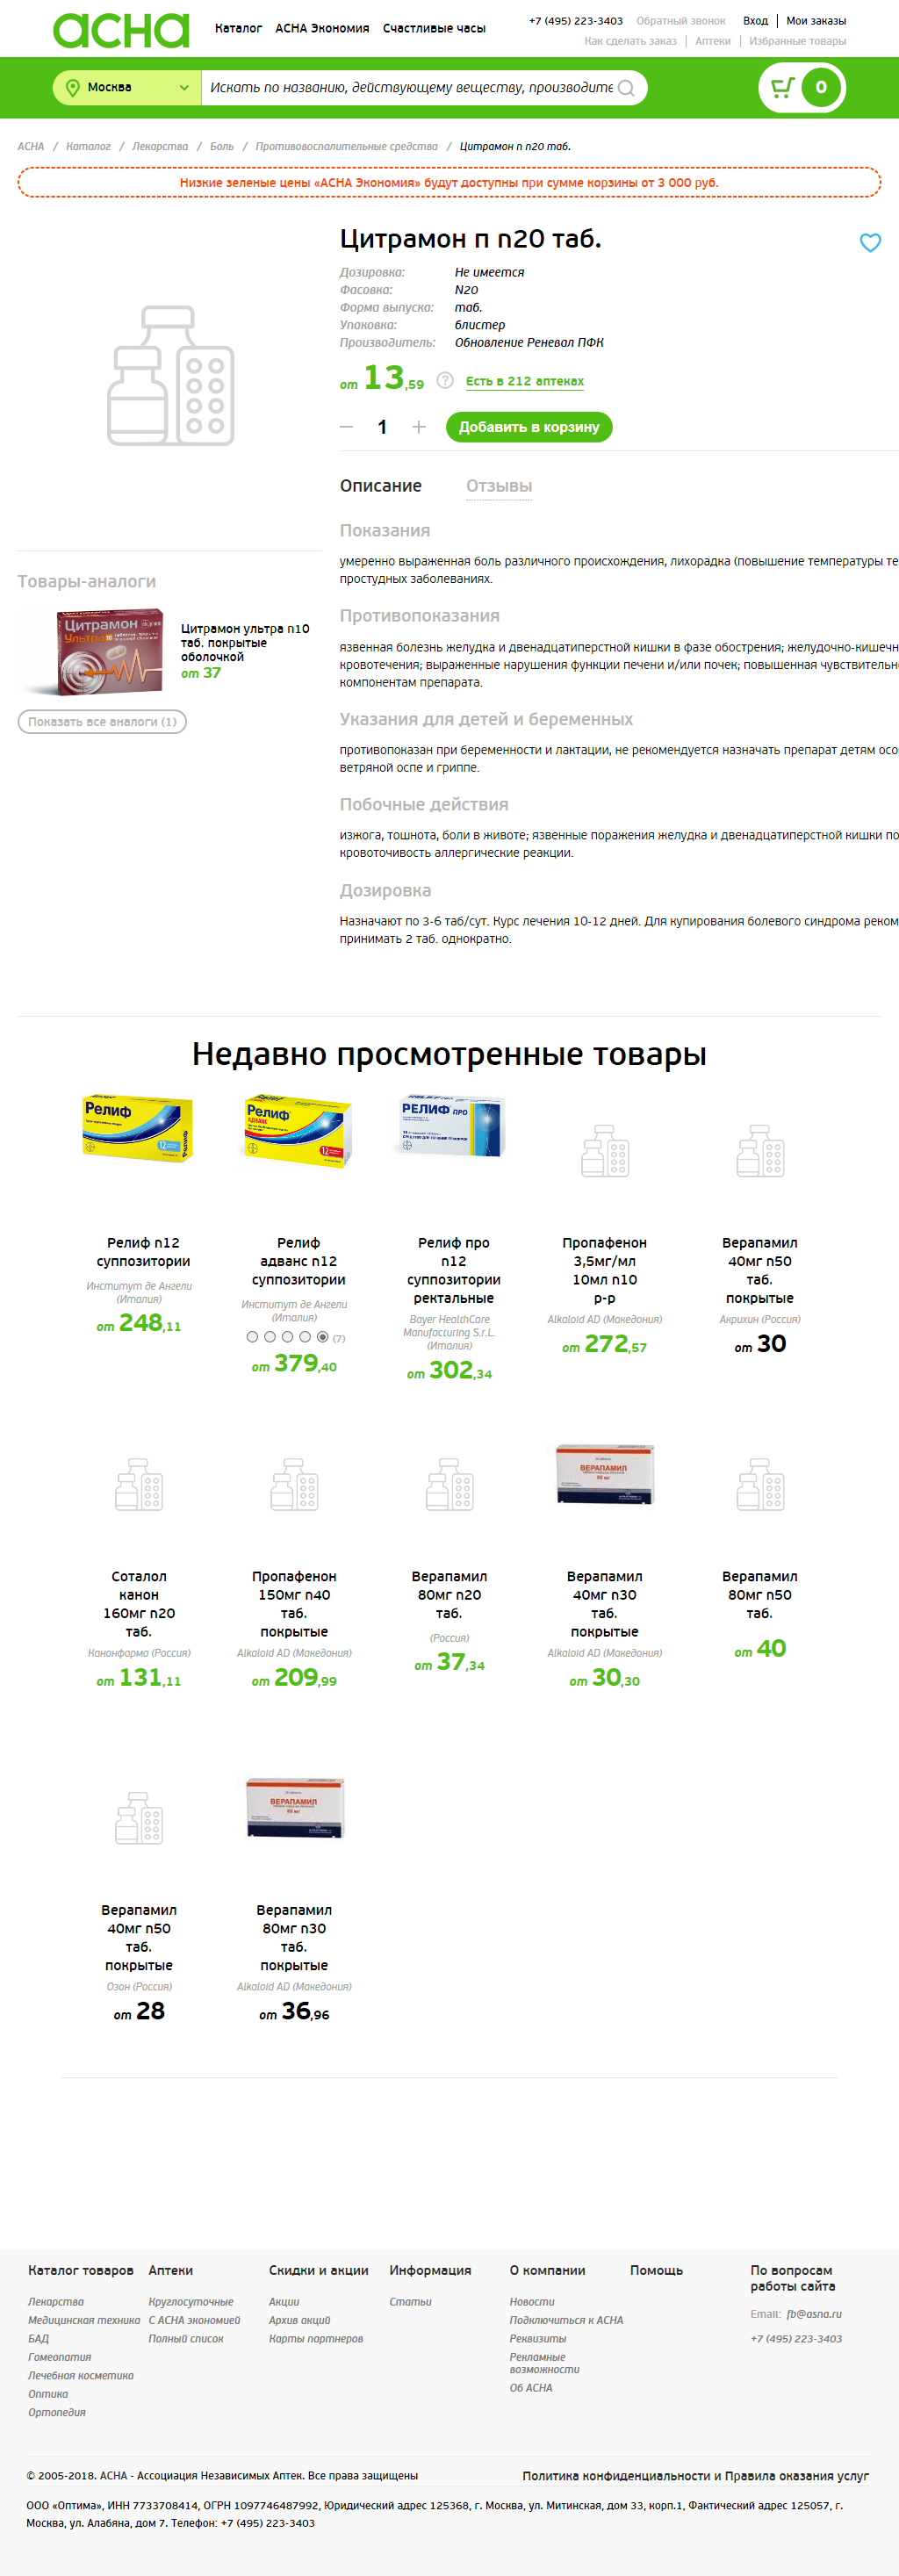 асна
Каталог АСНА Экономия Счастливые часы
+7 (495) 223-3403 Обратный звонок Вход Мои заказы
Как сделать заказ Аптеки Избранные товары
Москва
Искать по названию, действующему веществу, производите
0
АСНА / Каталог / Лекарства / Боль / Противовоспалительные средства / Цитрамон п n20 таб.
Низкие зеленые цены «АСНА Экономия» будут доступны при сумме корзины от 3 000 руб.
Цитрамон п n20 таб.
Дозировка: Не имеется
Фасовка: N20
Форма выпуска: таб.
Упаковка: блистер
Производитель: Обновление Реневал ПФК
от 13,59 ? Есть в 212 аптеках
— 1 + Добавить в корзину
Описание Отзывы
Показания
умеренно выраженная боль различного происхождения, лихорадка (повышение температуры те
простудных заболеваниях.
Противопоказания
язвенная болезнь желудка и двенадцатиперстной кишки в фазе обострения; желудочно-кишечн
кровотечения; выраженные нарушения функции печени и/или почек; повышенная чувствительно
компонентам препарата.
Указания для детей и беременных
противопоказан при беременности и лактации, не рекомендуется назначать препарат детям осо
ветряной оспе и гриппе.
Побочные действия
изжога, тошнота, боли в животе; язвенные поражения желудка и двенадцатиперстной кишки по
кровоточивость аллергические реакции.
Дозировка
Назначают по 3-6 таб/сут. Курс лечения 10-12 дней. Для купирования болевого синдрома реком
принимать 2 таб. однократно.
Товары-аналоги
Цитрамон
Ультра 10
Цитрамон ультра n10
таб. покрытые
оболочкой
от 37
Показать все аналоги (1)
Недавно просмотренные товары
Релиф
Релиф
Релиф
АДВАНС
12
РЕЛИФ ПРО
Релиф n12
суппозитории
Институт де Ангели
(Италия)
от 248,11
Релиф
адванс n12
суппозитории
Институт де Ангели
(Италия)
(7)
от 379,40
Релиф про
n12
суппозитории
ректальные
Bayer HealthCare
Manufacturing S.r.L.
(Италия)
от 302,34
Пропафенон
3,5мг/мл
10мл n10
р-р
Alkaloid AD (Македония)
от 272,57
Верапамил
40мг n50
таб.
покрытые
Акрихин (Россия)
от 30
ВЕРАПАМИЛ
80 мг
Соталол
канон
160мг n20
таб.
Канонфарма (Россия)
от 131,11
Пропафенон
150мг n40
таб.
покрытые
Alkaloid AD (Македония)
от 209,99
Верапамил
80мг n20
таб.
(Россия)
от 37,34
Верапамил
40мг n30
таб.
покрытые
Alkaloid AD (Македония)
от 30,30
Верапамил
80мг n50
таб.
от 40
ВЕРАПАМИЛ
80 мг
Верапамил
40мг n50
таб.
покрытые
Озон (Россия)
от 28
Верапамил
80мг n30
таб.
покрытые
Alkaloid AD (Македония)
от 36,96
Каталог товаров
Лекарства
Медицинская техника
БАД
Гомеопатия
Лечебная косметика
Оптика
Ортопедия
Аптеки
Круглосуточные
С АСНА экономией
Полный список
Скидки и акции
Акции
Архив акций
Карты партнеров
Информация
Статьи
О компании
Новости
Подключиться к АСНА
Реквизиты
Рекламные
возможности
Об АСНА
Помощь
По вопросам
работы сайта
Email: fb@asna.ru
+7 (495) 223-3403
© 2005-2018. АСНА - Ассоциация Независимых Аптек. Все права защищены
Политика конфиденциальности и Правила оказания услуг
ООО «Оптима», ИНН 7733708414, ОГРН 1097746487992, Юридический адрес 125368, г. Москва, ул. Митинская, дом 33, корп.1, Фактический адрес 125057, г.
Москва, ул. Алабяна, дом 7. Телефон: +7 (495) 223-3403